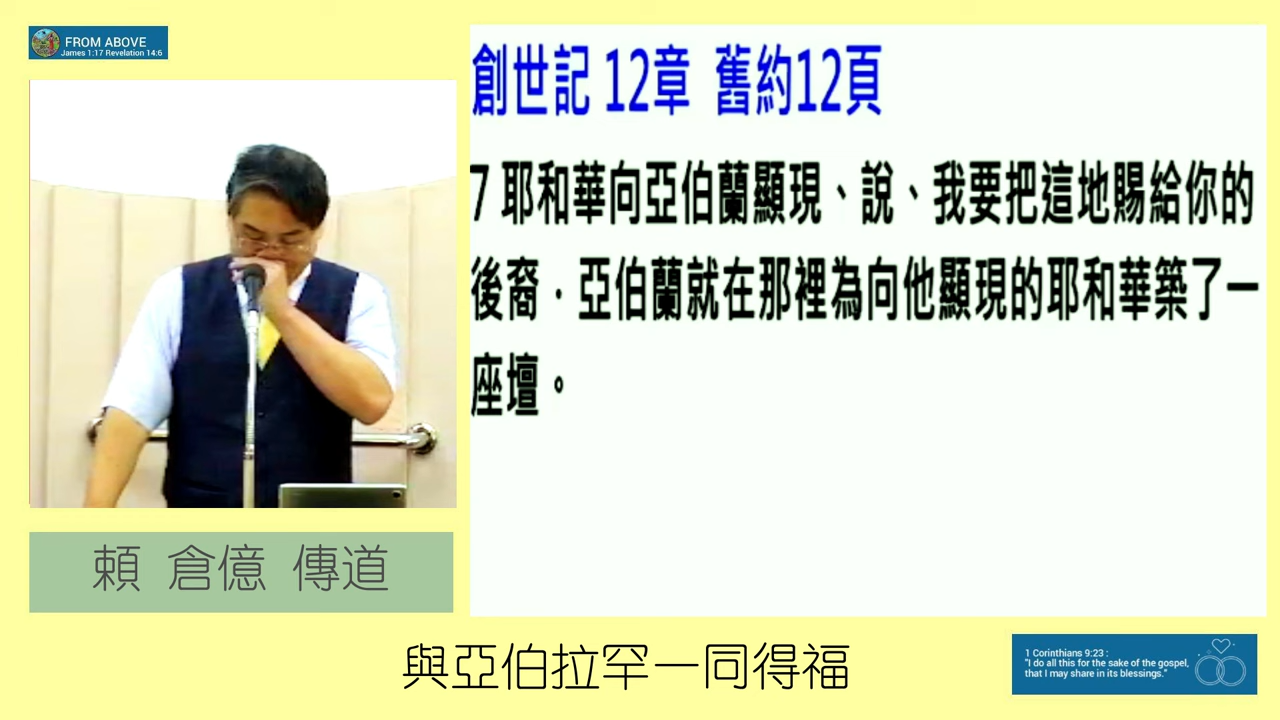 FROM ABOVE
James 1:17 Revelation 14:6
創世記 12章 舊約12頁
7 耶和華向亞伯蘭顯現、說、我要把這地賜給你的
後裔．亞伯蘭就在那裡為向他顯現的耶和華築了一
座壇。
賴 倉億 傳道
與亞伯拉罕一同得福
1 Corinthians 9:23 :
"I do all this for the sake of the gospel,
that I may share in its blessings."